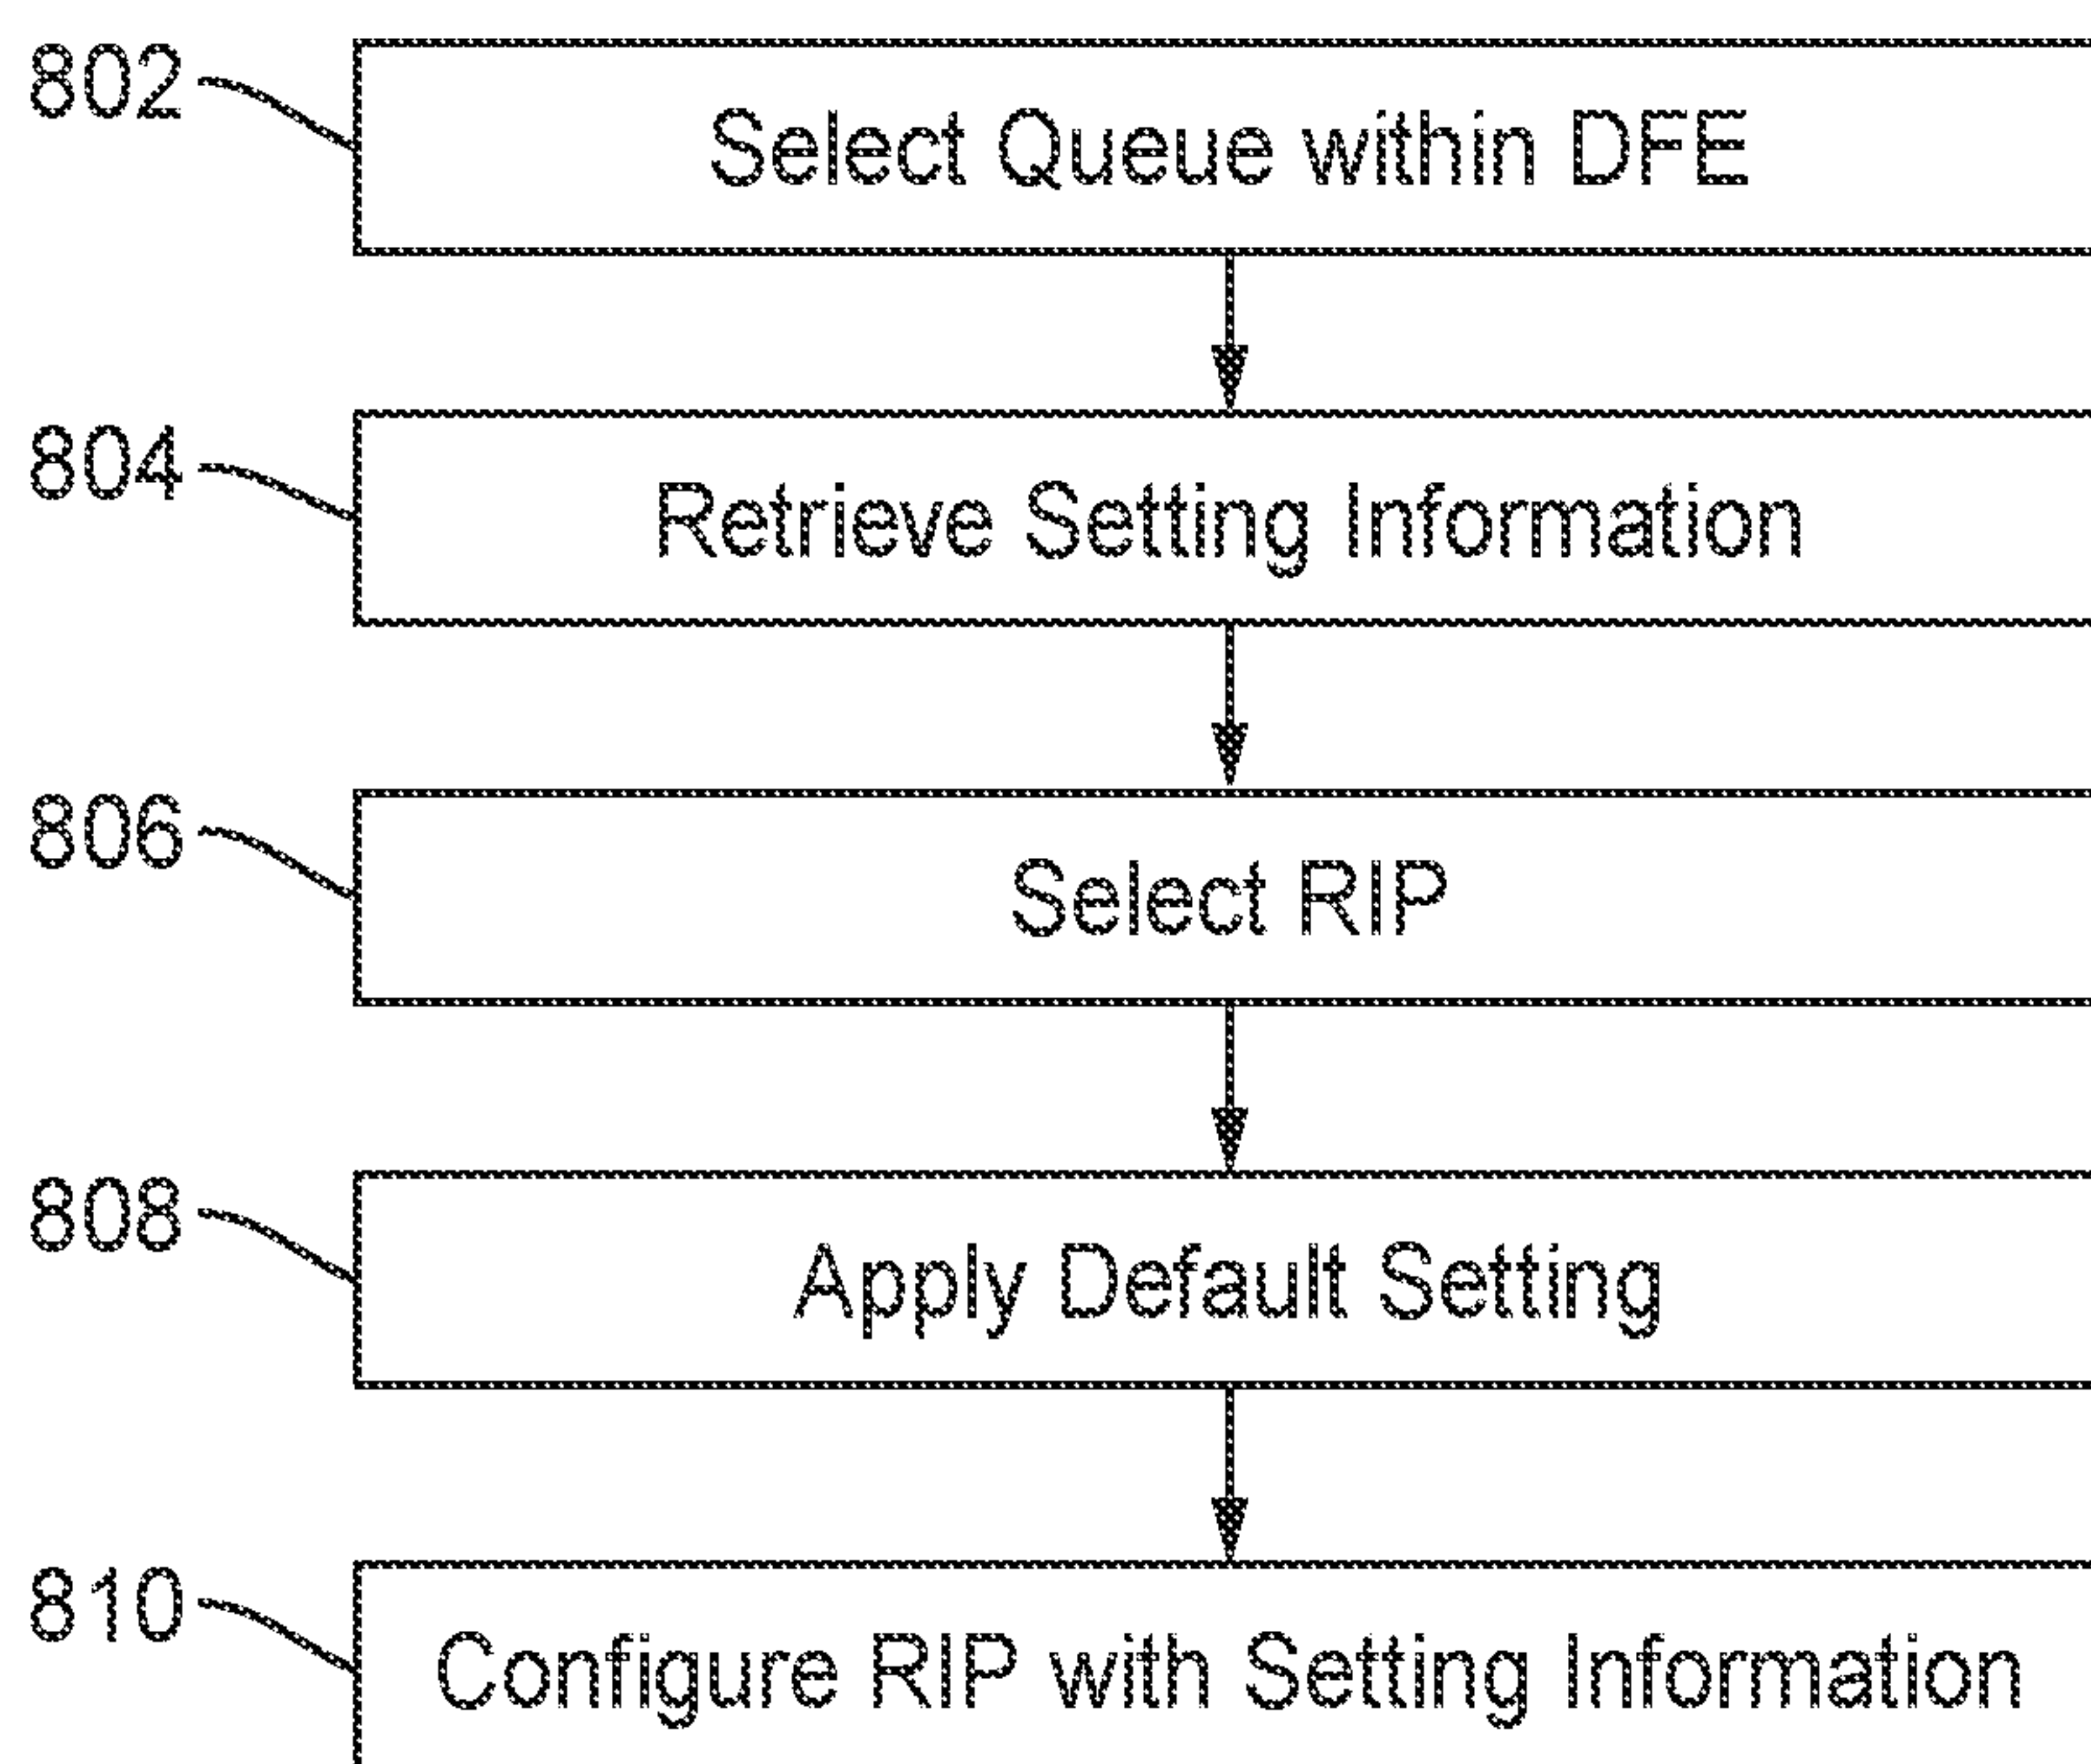 802
Select Queue within DFE
804
Retrieve Setting Information
806
Select RIP
808
Apply Default Setting
810
Configure RIP with Setting Information